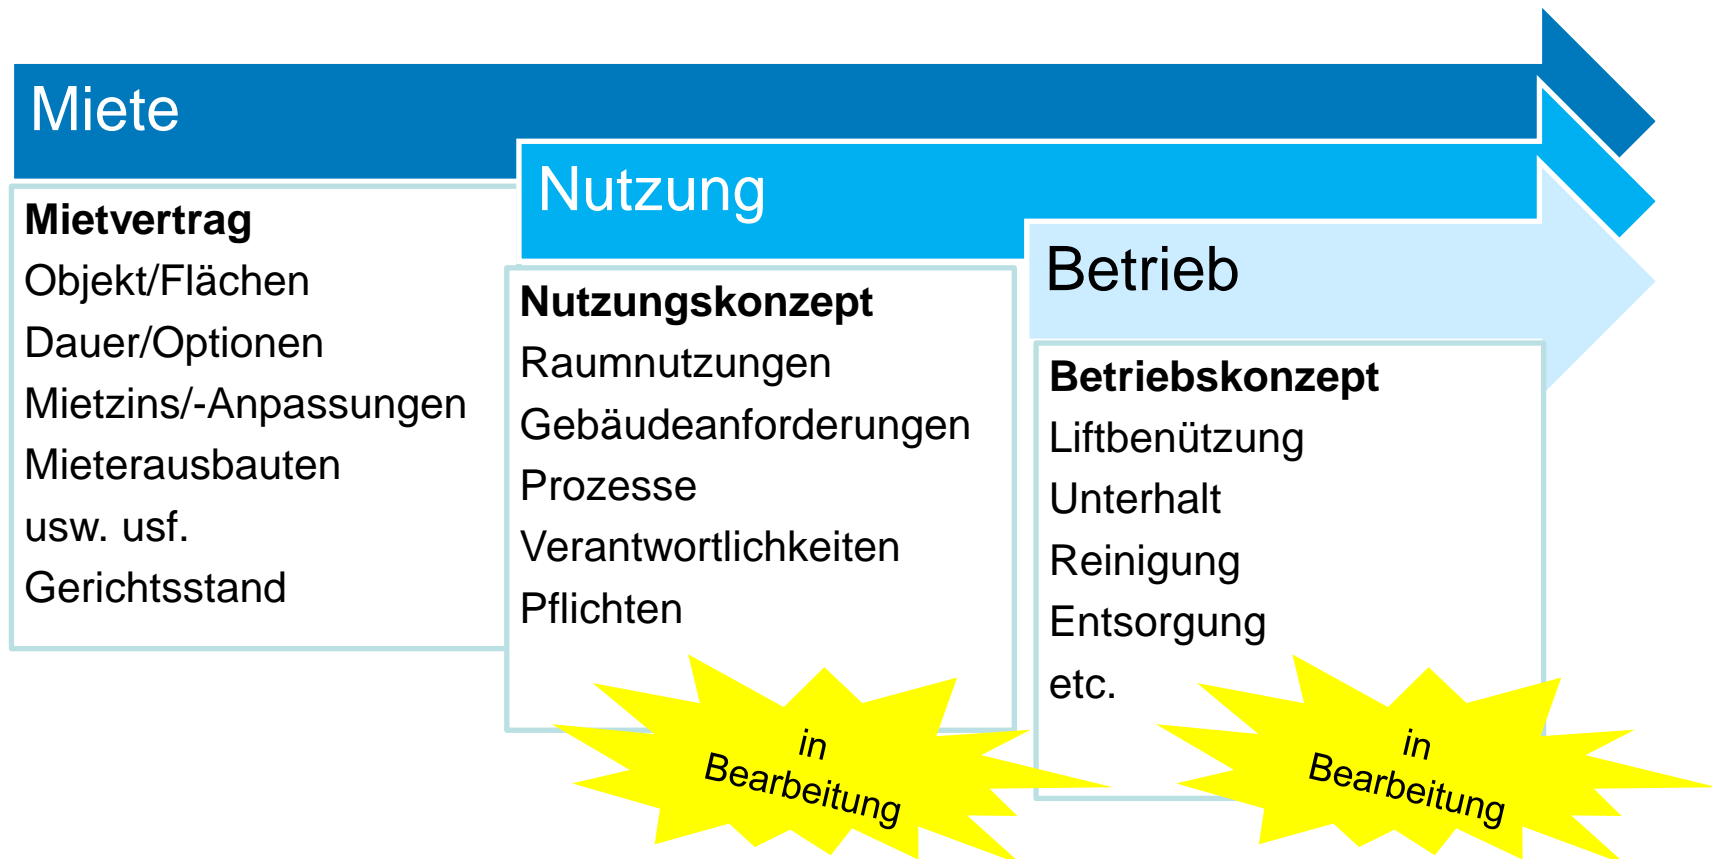 Miete
Mietvertrag
Objekt/Flächen
Dauer/Optionen
Mietzins/-Anpassungen
Mieterausbauten
usw. usf.
Gerichtsstand
Nutzung
Nutzungskonzept
Raumnutzungen
Gebäudeanforderungen
Prozesse
Verantwortlichkeiten
Pflichten
in
Bearbeitung
Betrieb
Betriebskonzept
Liftbenützung
Unterhalt
Reinigung
Entsorgung
etc.
in
Bearbeitung